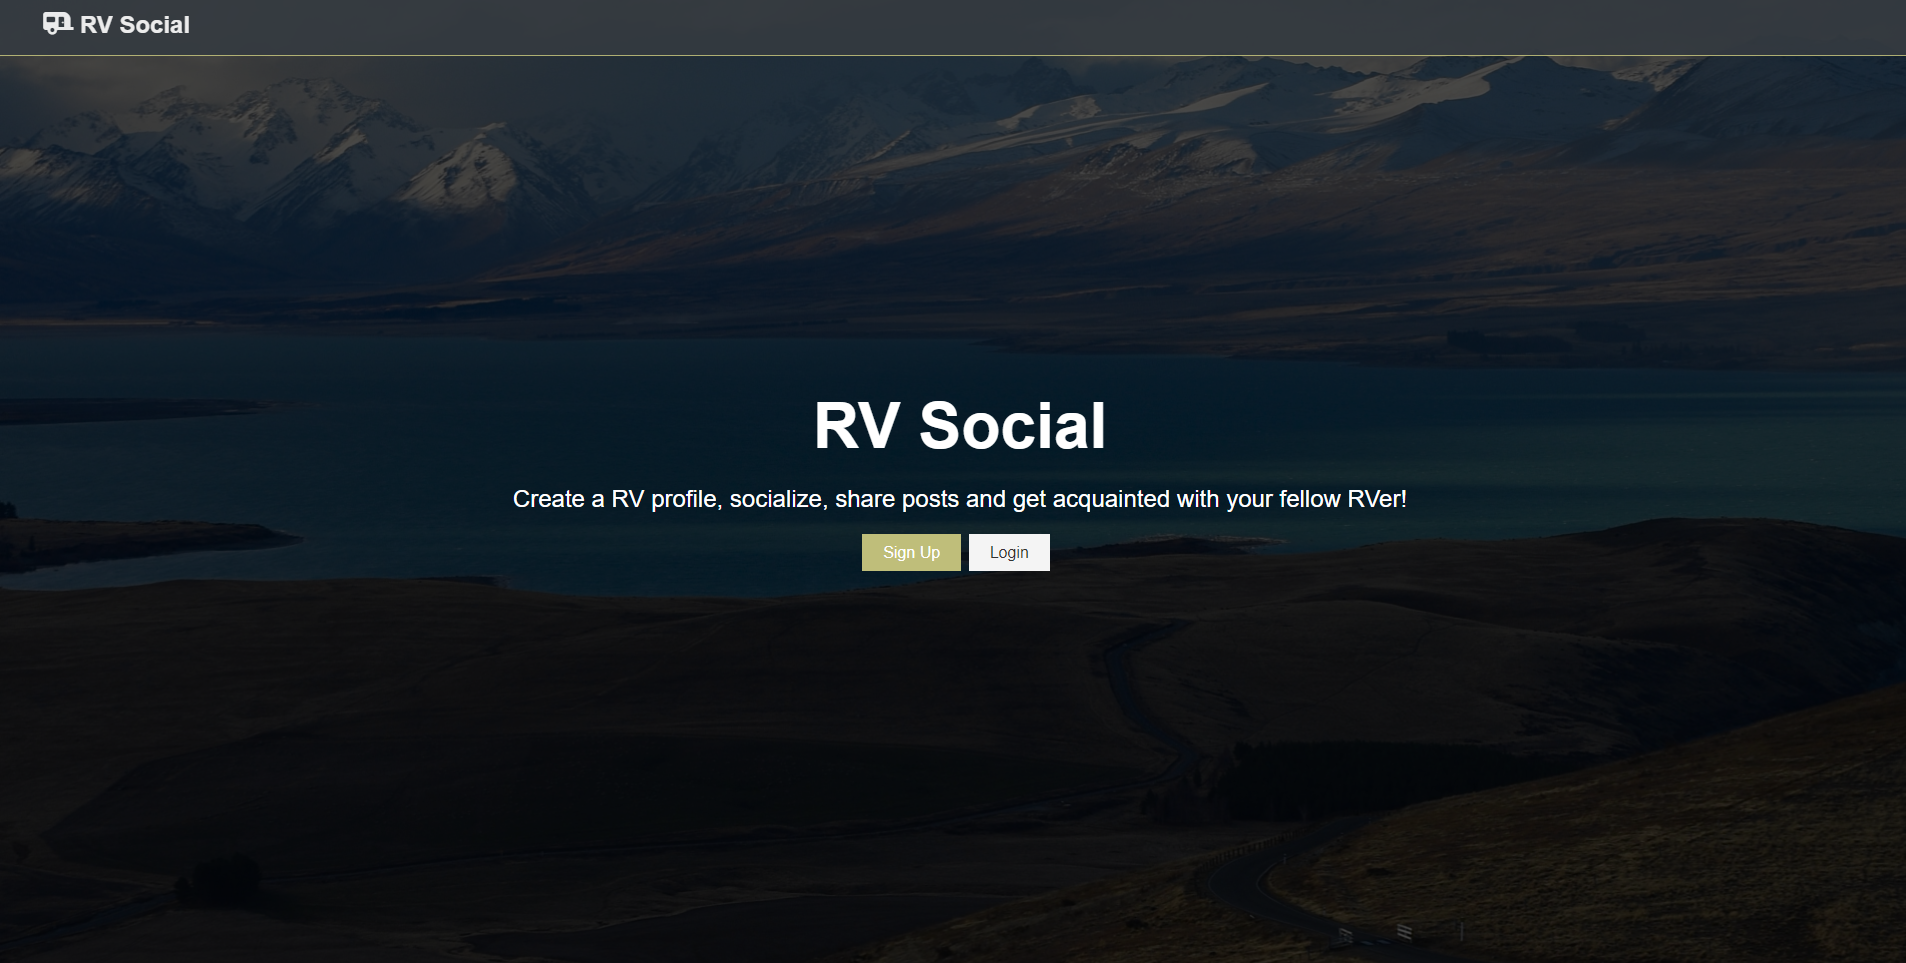 RV Social
RV Social
Create a RV profile, socialize, share posts and get acquainted with your fellow RVer!
Sign Up
Login